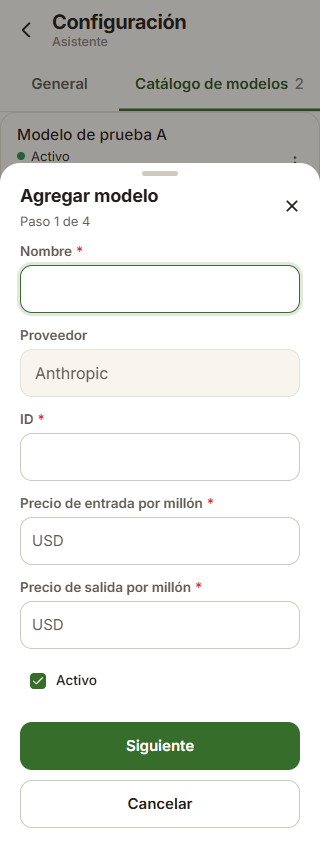 Configuración
Asistente
General
Catálogo de modelos 2
Modelo de prueba A
Activo
Agregar modelo
Paso 1 de 4
Nombre *
Proveedor
Anthropic
ID *
Precio de entrada por millón *
USD
Precio de salida por millón *
USD
Activo
Siguiente
Cancelar